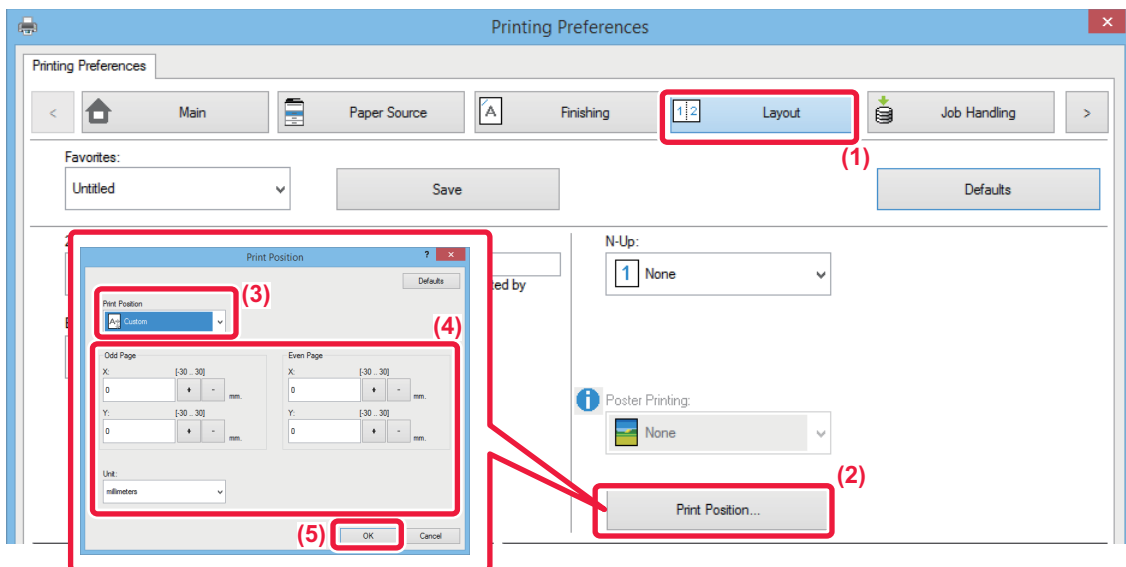 Printing Preferences
Printing Preferences
< Main Paper Source Finishing 1 2 Layout Job Handling >
(1)
Favorites:
Untitled Save Defaults
Print Position ?
Defaults
Print Position
Custom
(3)
(4)
Odd Page Even Page
X: [-30 .. 30] X: [-30 .. 30]
0 + - mm. 0 + - mm.
Y: [-30 .. 30] Y: [-30 .. 30]
0 + - mm. 0 + - mm.
Unit:
millimeters
(5) OK Cancel
ted by
N-Up:
1 None
Poster Printing:
None
(2)
Print Position...